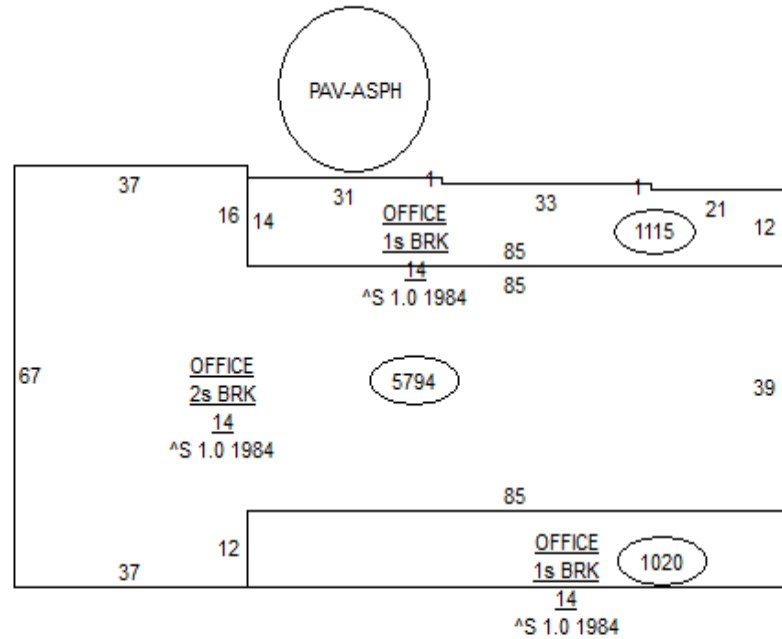 PAV-ASPH
37
31
1
33
1
21
16
14
OFFICE
1s BRK
14
^S 1.0 1984
1115
12
85
85
67
OFFICE
2s BRK
14
^S 1.0 1984
5794
39
85
12
37
OFFICE
1s BRK
14
^S 1.0 1984
1020